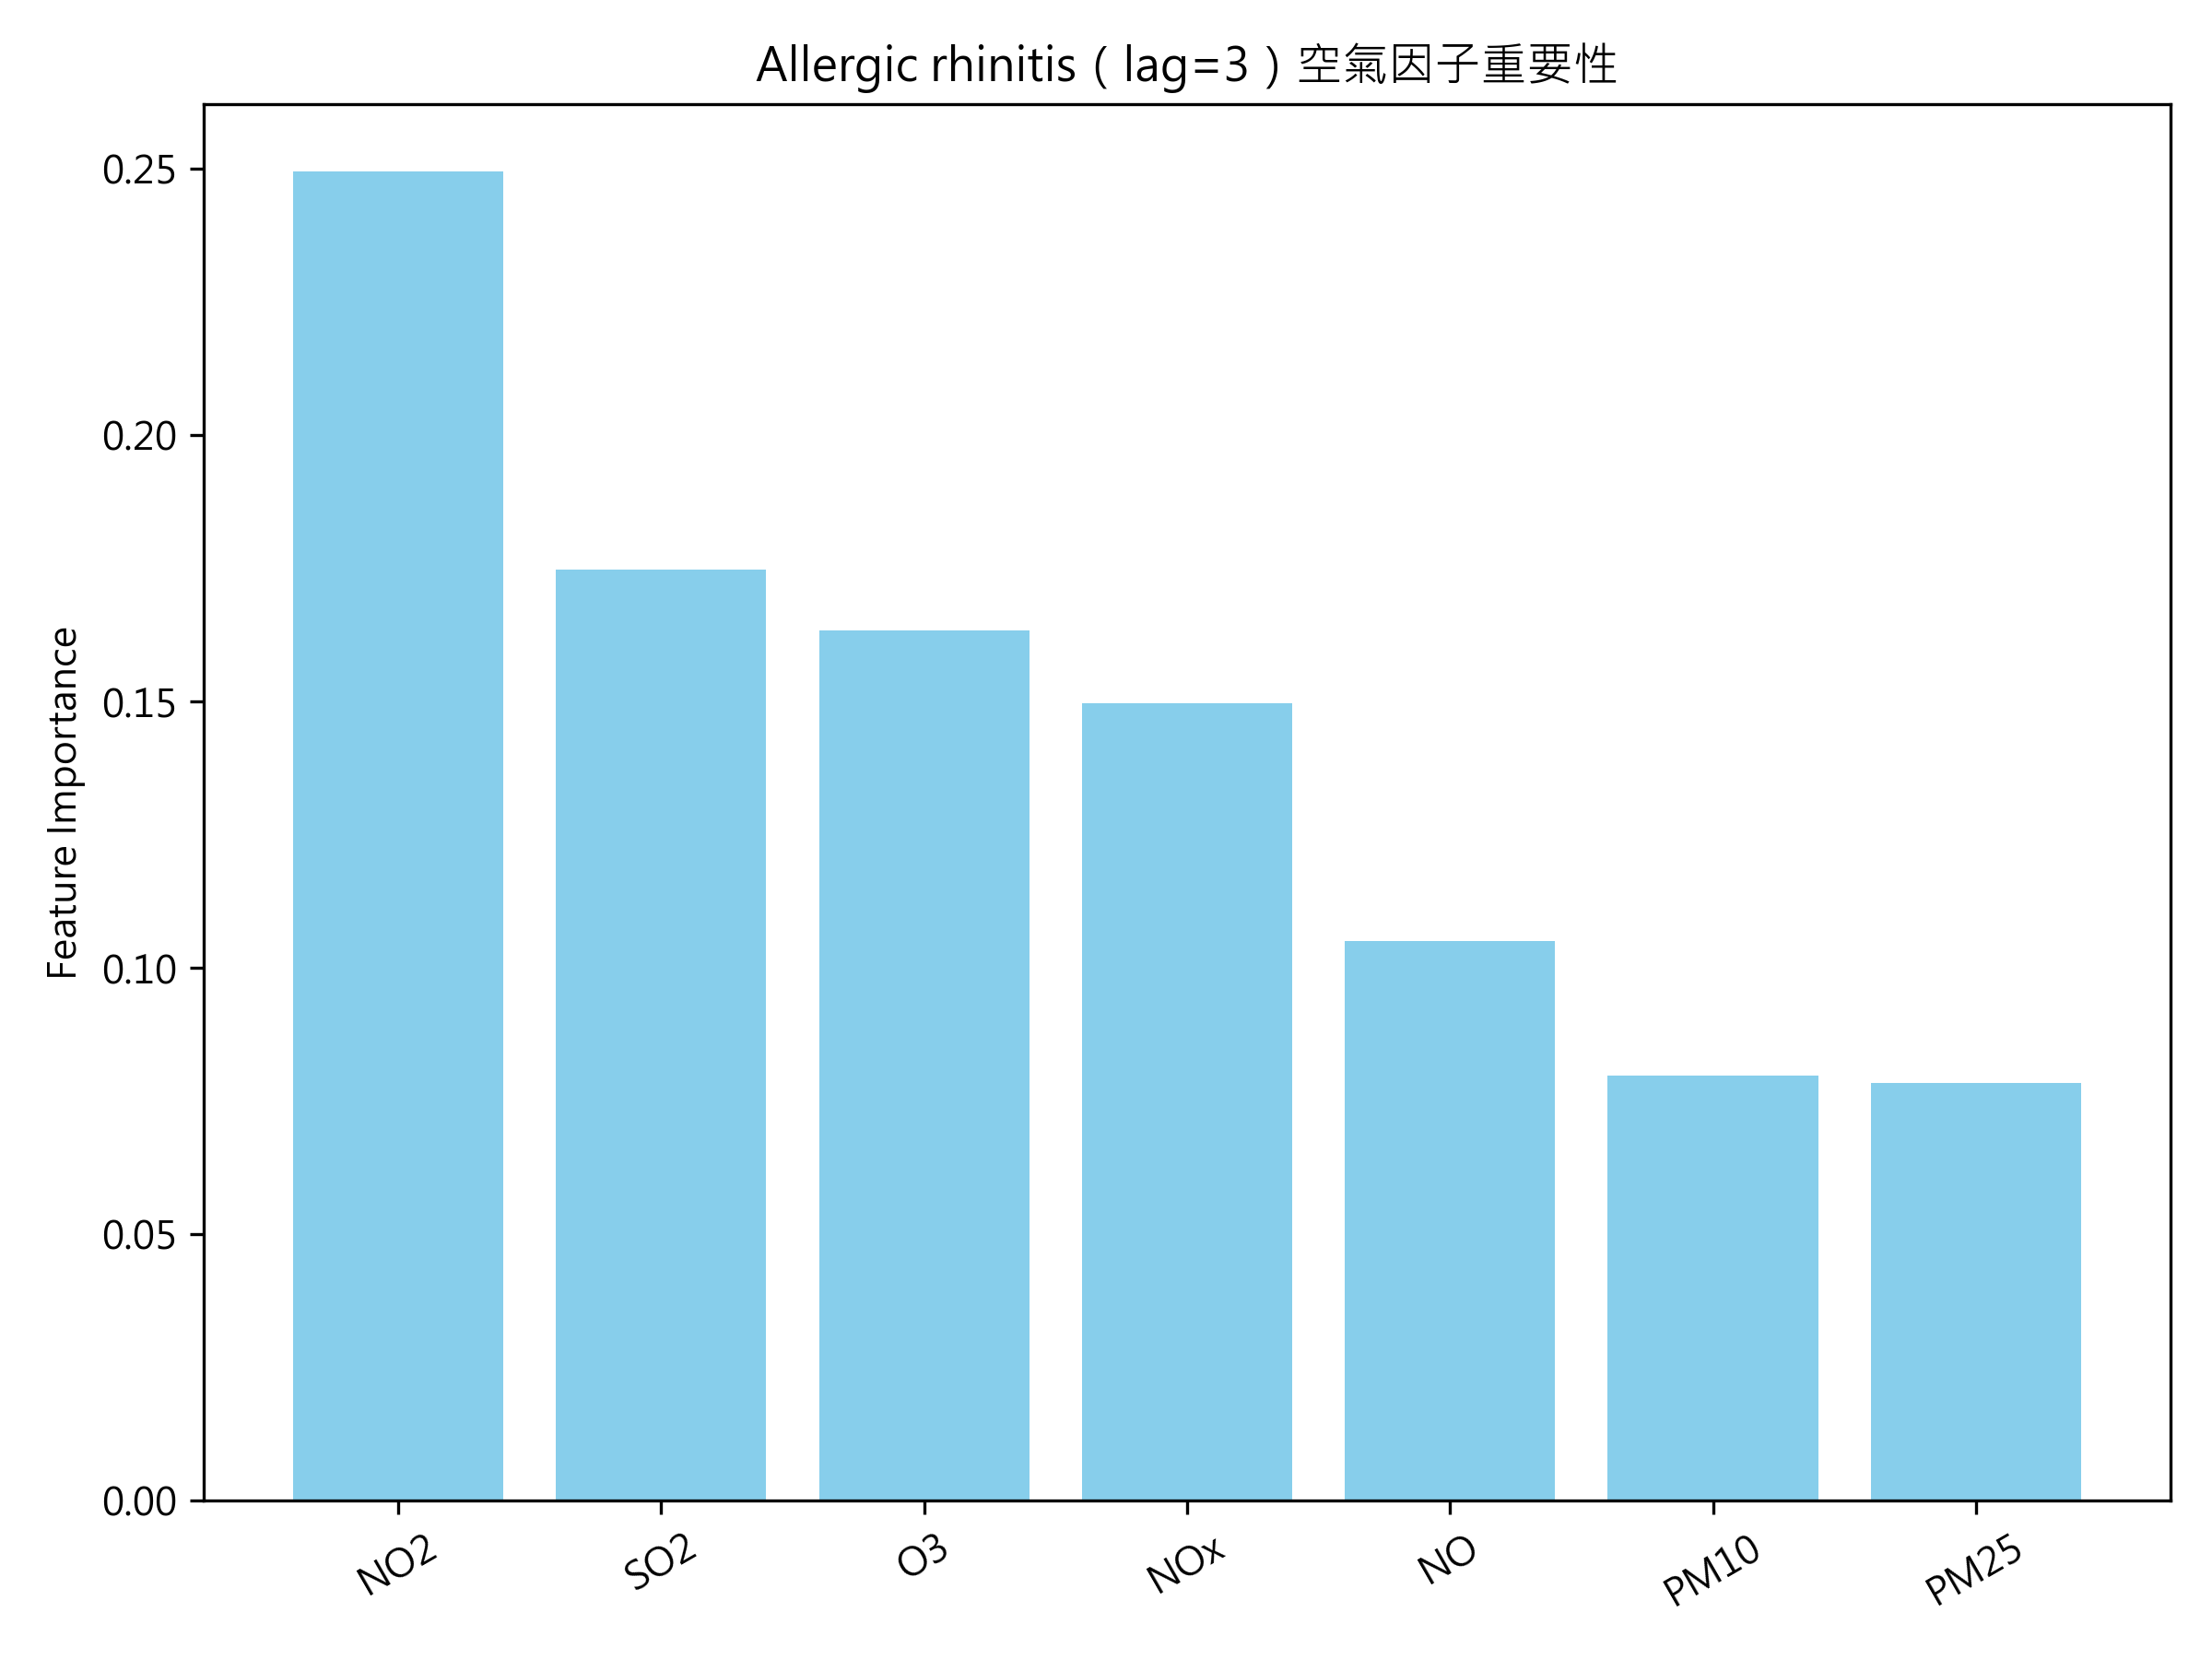 Allergic rhinitis（lag=3）空氣因子重要性
Feature Importance
0.25
0.20
0.15
0.10
0.05
0.00
NO2
SO2
O3
NOx
NO
PM10
PM25